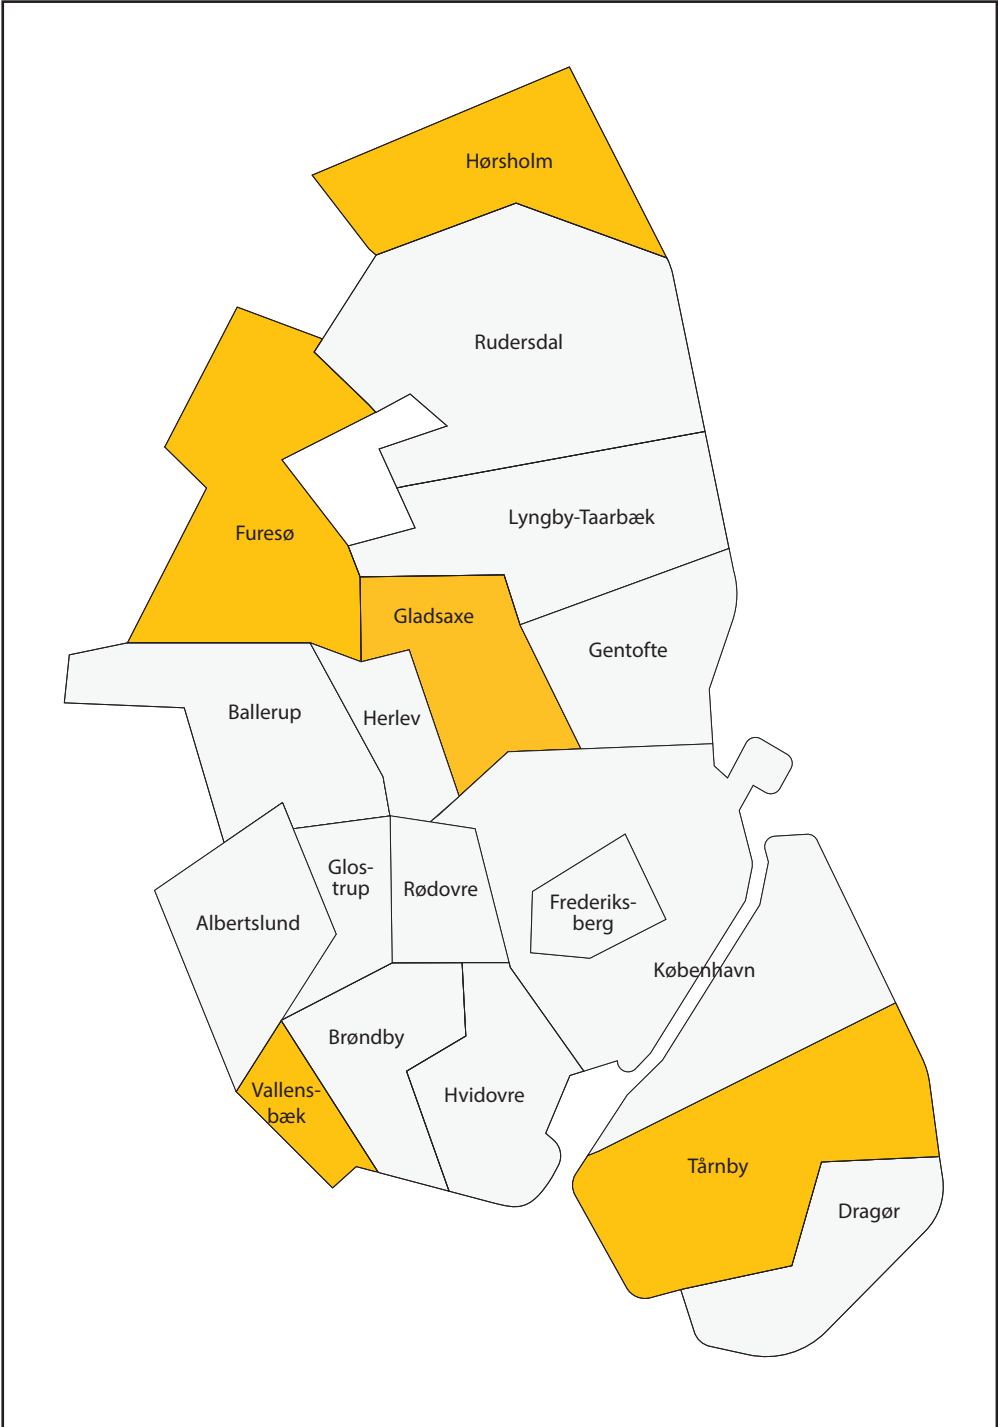 Hørsholm
Rudersdal
Lyngby-Taarbæk
Furesø
Gladsaxe
Gentofte
Ballerup
Herlev
Glos-
trup
Rødovre
Frederiks-
berg
Albertslund
København
Brøndby
Vallens-
bæk
Hvidovre
Tårnby
Dragør